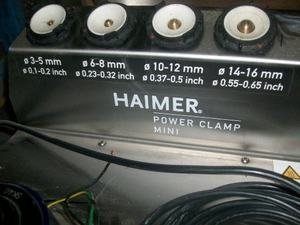 ø 3-5 mm
ø 0.1-0.2 inch
ø 6-8 mm
ø 0.23-0.32 inch
ø 10-12 mm
ø 0.37-0.5 inch
ø 14-16 mm
ø 0.55-0.65 inch
HAIMER®
POWER CLAMP
MINI